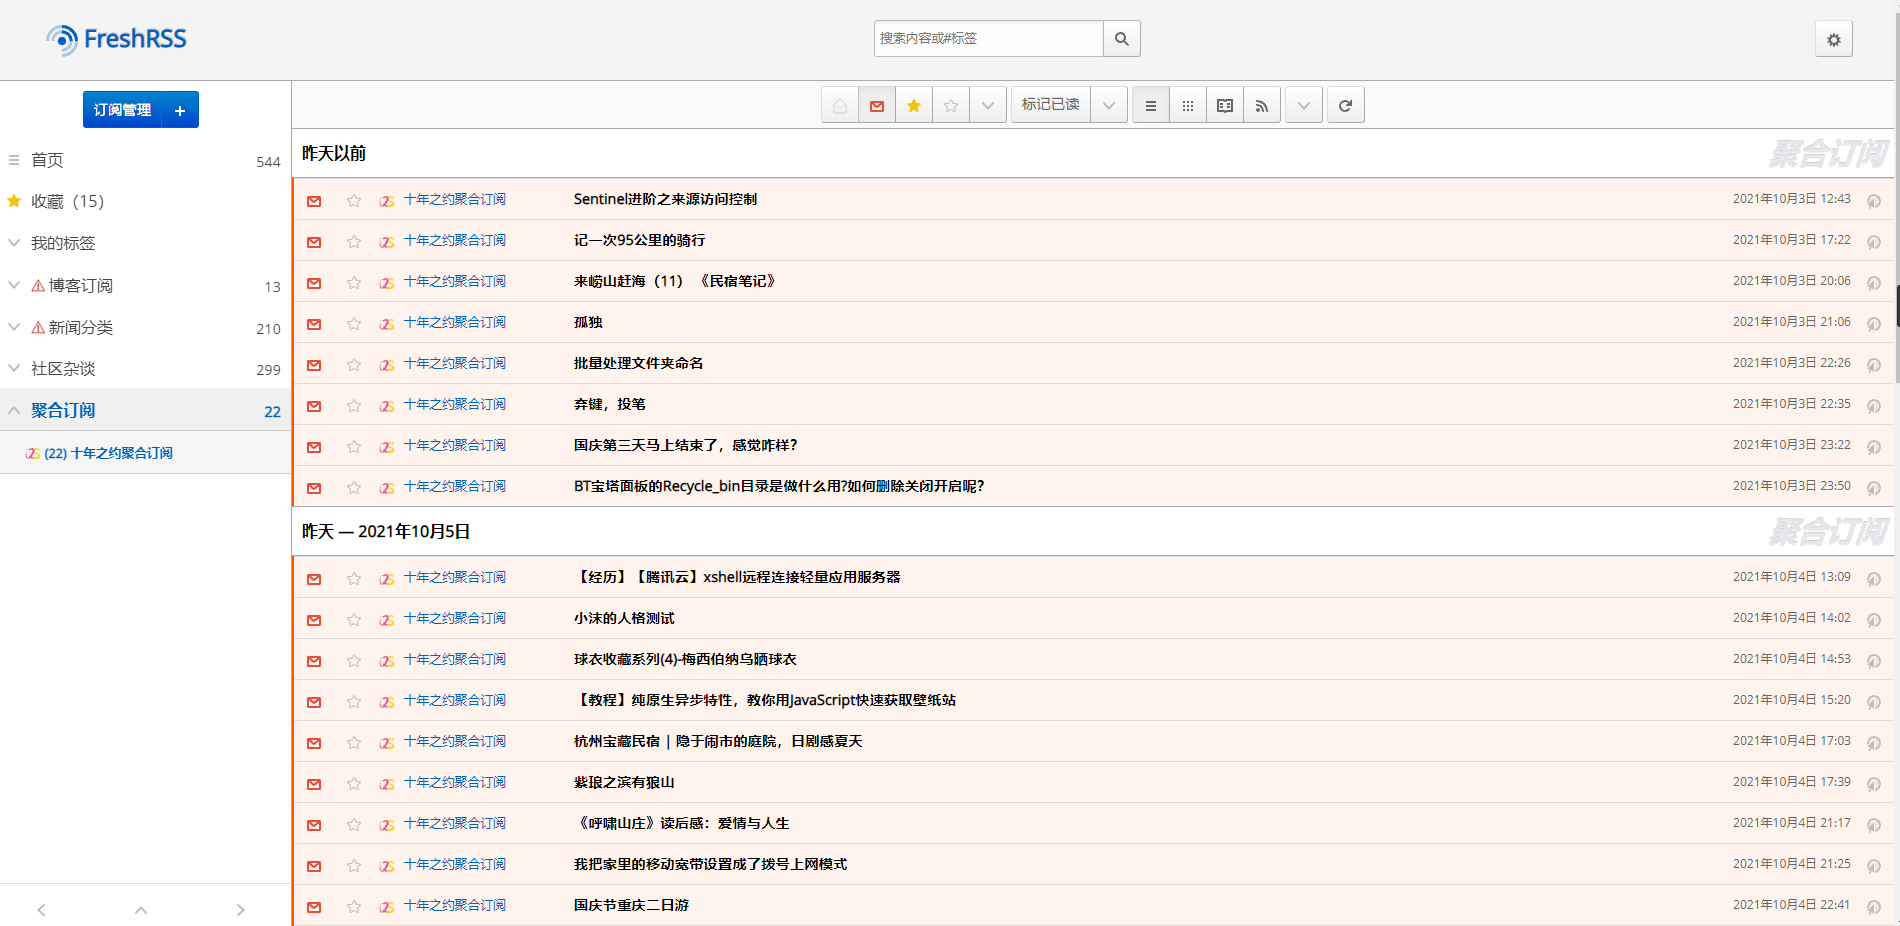 FreshRSS
搜索内容或#标签
订阅管理
标记已读
首页 544
收藏（15）
我的标签
博客订阅 13
新闻分类 210
社区杂谈 299
聚合订阅 22
(22) 十年之约聚合订阅
昨天以前 聚合订阅
十年之约聚合订阅 Sentinel进阶之来源访问控制 2021年10月3日 12:43
十年之约聚合订阅 记一次95公里的骑行 2021年10月3日 17:22
十年之约聚合订阅 来崂山赶海（11） 《民宿笔记》 2021年10月3日 20:06
十年之约聚合订阅 孤独 2021年10月3日 21:06
十年之约聚合订阅 批量处理文件夹命名 2021年10月3日 22:26
十年之约聚合订阅 弃键，投笔 2021年10月3日 22:35
十年之约聚合订阅 国庆第三天马上结束了，感觉咋样？ 2021年10月3日 23:22
十年之约聚合订阅 BT宝塔面板的Recycle_bin目录是做什么用?如何删除关闭开启呢？ 2021年10月3日 23:50
昨天 — 2021年10月5日 聚合订阅
十年之约聚合订阅 【经历】【腾讯云】xshell远程连接轻量应用服务器 2021年10月4日 13:09
十年之约聚合订阅 小沫的人格测试 2021年10月4日 14:02
十年之约聚合订阅 球衣收藏系列(4)-梅西伯纳乌晒球衣 2021年10月4日 14:53
十年之约聚合订阅 【教程】纯原生异步特性，教你用JavaScript快速获取壁纸站 2021年10月4日 15:20
十年之约聚合订阅 杭州宝藏民宿 | 隐于闹市的庭院，日剧感夏天 2021年10月4日 17:03
十年之约聚合订阅 紫琅之滨有狼山 2021年10月4日 17:39
十年之约聚合订阅 《呼啸山庄》读后感：爱情与人生 2021年10月4日 21:17
十年之约聚合订阅 我把家里的移动宽带设置成了拨号上网模式 2021年10月4日 21:25
十年之约聚合订阅 国庆节重庆二日游 2021年10月4日 22:41